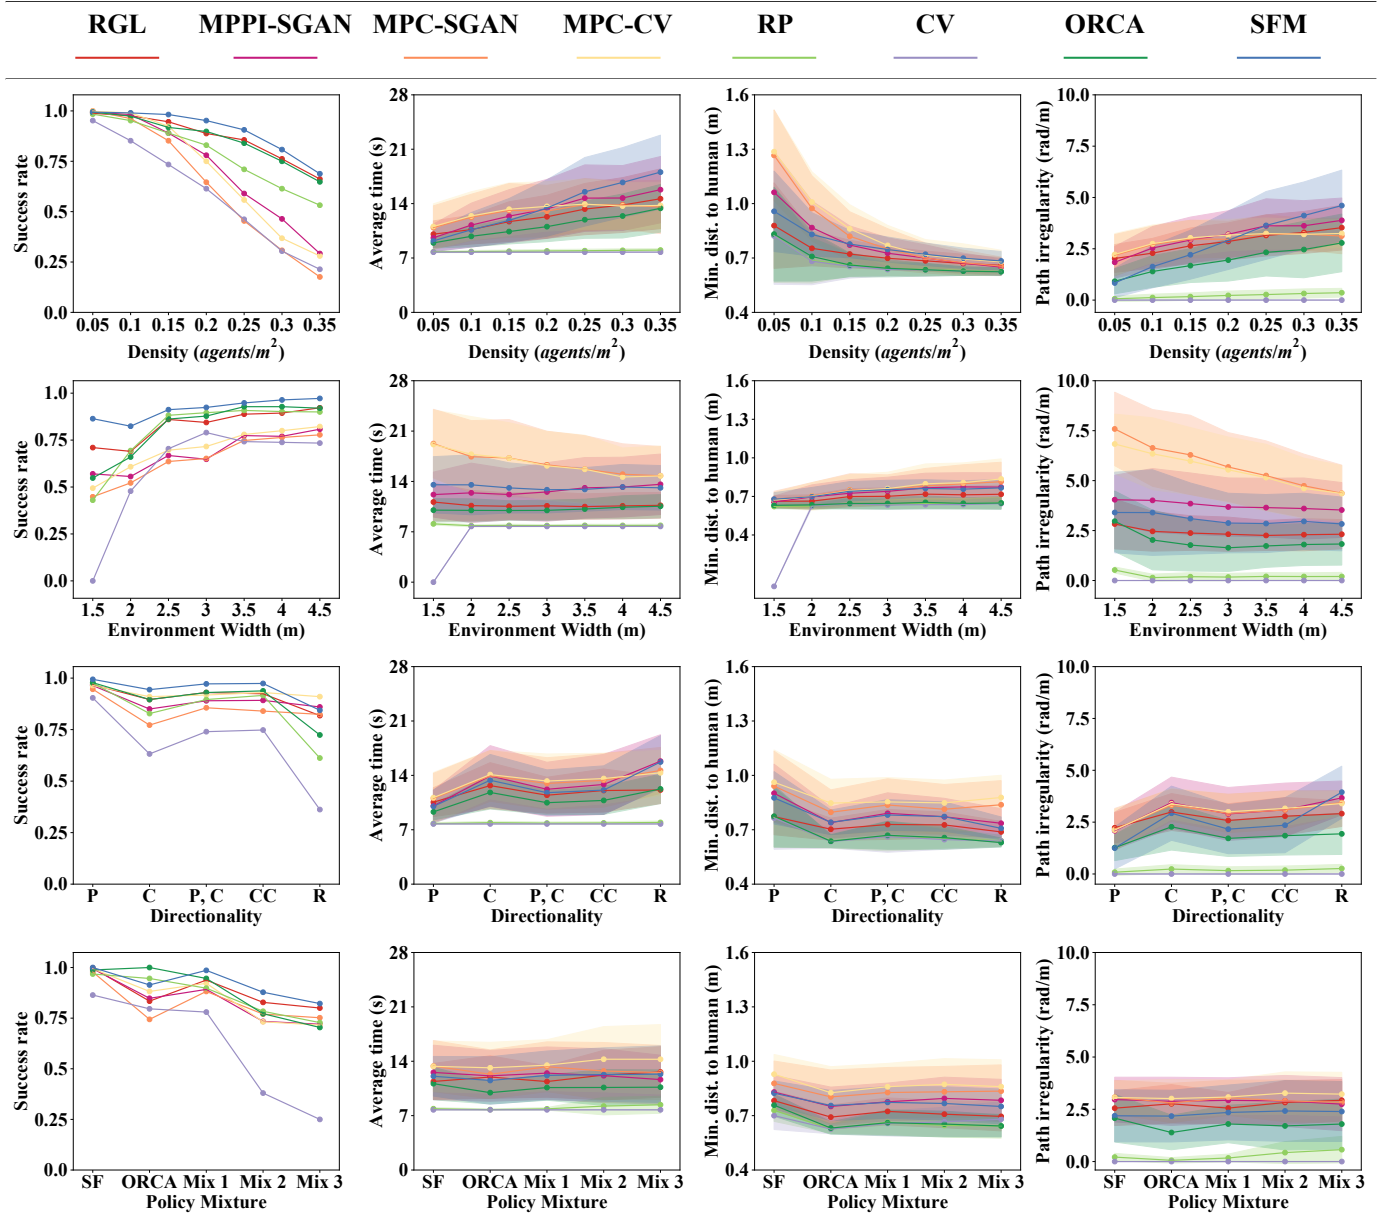 RGL MPPI-SGAN MPC-SGAN MPC-CV RP CV ORCA SFM
Success rate
1.0
0.75
0.5
0.25
0.0
0.05 0.1 0.15 0.2 0.25 0.3 0.35
Density (agents/m²)
Average time (s)
28
21
14
7
0
0.05 0.1 0.15 0.2 0.25 0.3 0.35
Density (agents/m²)
Min. dist. to human (m)
1.6
1.3
1.0
0.7
0.4
0.05 0.1 0.15 0.2 0.25 0.3 0.35
Density (agents/m²)
Path irregularity (rad/m)
10.0
7.5
5.0
2.5
0.0
0.05 0.1 0.15 0.2 0.25 0.3 0.35
Density (agents/m²)
Success rate
1.0
0.75
0.5
0.25
0.0
1.5 2 2.5 3 3.5 4 4.5
Environment Width (m)
Average time (s)
28
21
14
7
0
1.5 2 2.5 3 3.5 4 4.5
Environment Width (m)
Min. dist. to human (m)
1.6
1.3
1.0
0.7
0.4
1.5 2 2.5 3 3.5 4 4.5
Environment Width (m)
Path irregularity (rad/m)
10.0
7.5
5.0
2.5
0.0
1.5 2 2.5 3 3.5 4 4.5
Environment Width (m)
Success rate
1.0
0.75
0.5
0.25
0.0
P C P, C CC R
Directionality
Average time (s)
28
21
14
7
0
P C P, C CC R
Directionality
Min. dist. to human (m)
1.6
1.3
1.0
0.7
0.4
P C P, C CC R
Directionality
Path irregularity (rad/m)
10.0
7.5
5.0
2.5
0.0
P C P, C CC R
Directionality
Success rate
1.0
0.75
0.5
0.25
0.0
SF ORCA Mix 1 Mix 2 Mix 3
Policy Mixture
Average time (s)
28
21
14
7
0
SF ORCA Mix 1 Mix 2 Mix 3
Policy Mixture
Min. dist. to human (m)
1.6
1.3
1.0
0.7
0.4
SF ORCA Mix 1 Mix 2 Mix 3
Policy Mixture
Path irregularity (rad/m)
10.0
7.5
5.0
2.5
0.0
SF ORCA Mix 1 Mix 2 Mix 3
Policy Mixture